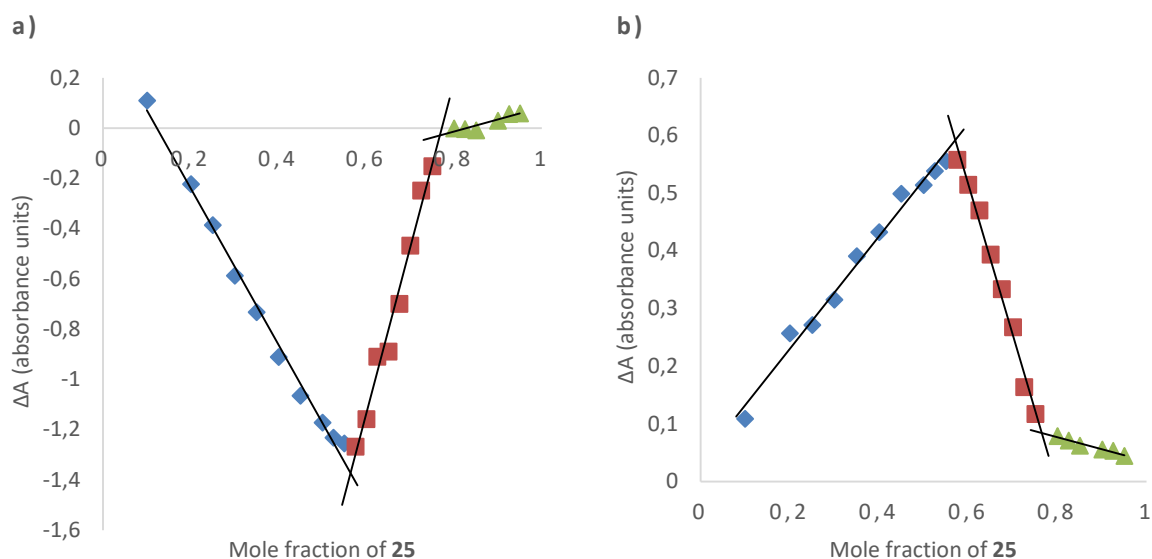 a)
0,2
0
-0,2
-0,4
-0,6
-0,8
-1
-1,2
-1,4
-1,6
0 0,2 0,4 0,6 0,8 1
ΔA (absorbance units)
Mole fraction of 25
b)
0,7
0,6
0,5
0,4
0,3
0,2
0,1
0
0 0,2 0,4 0,6 0,8 1
ΔA (absorbance units)
Mole fraction of 25